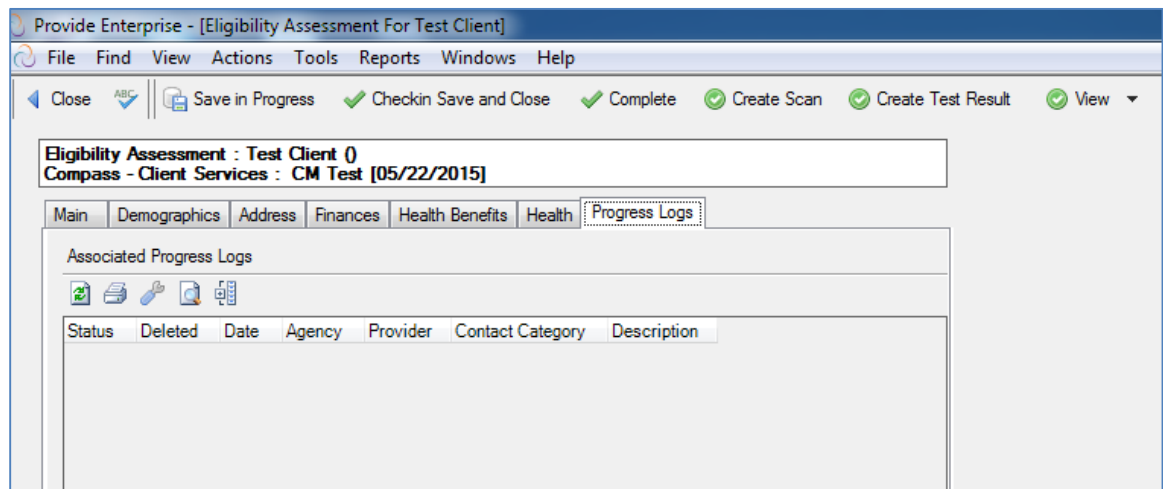 Provide Enterprise - [Eligibility Assessment For Test Client]
File Find View Actions Tools Reports Windows Help
Close ABC Save in Progress Checkin Save and Close Complete Create Scan Create Test Result View
Eligibility Assessment : Test Client ()
Compass - Client Services : CM Test [05/22/2015]
Main Demographics Address Finances Health Benefits Health Progress Logs
Associated Progress Logs
Status Deleted Date Agency Provider Contact Category Description